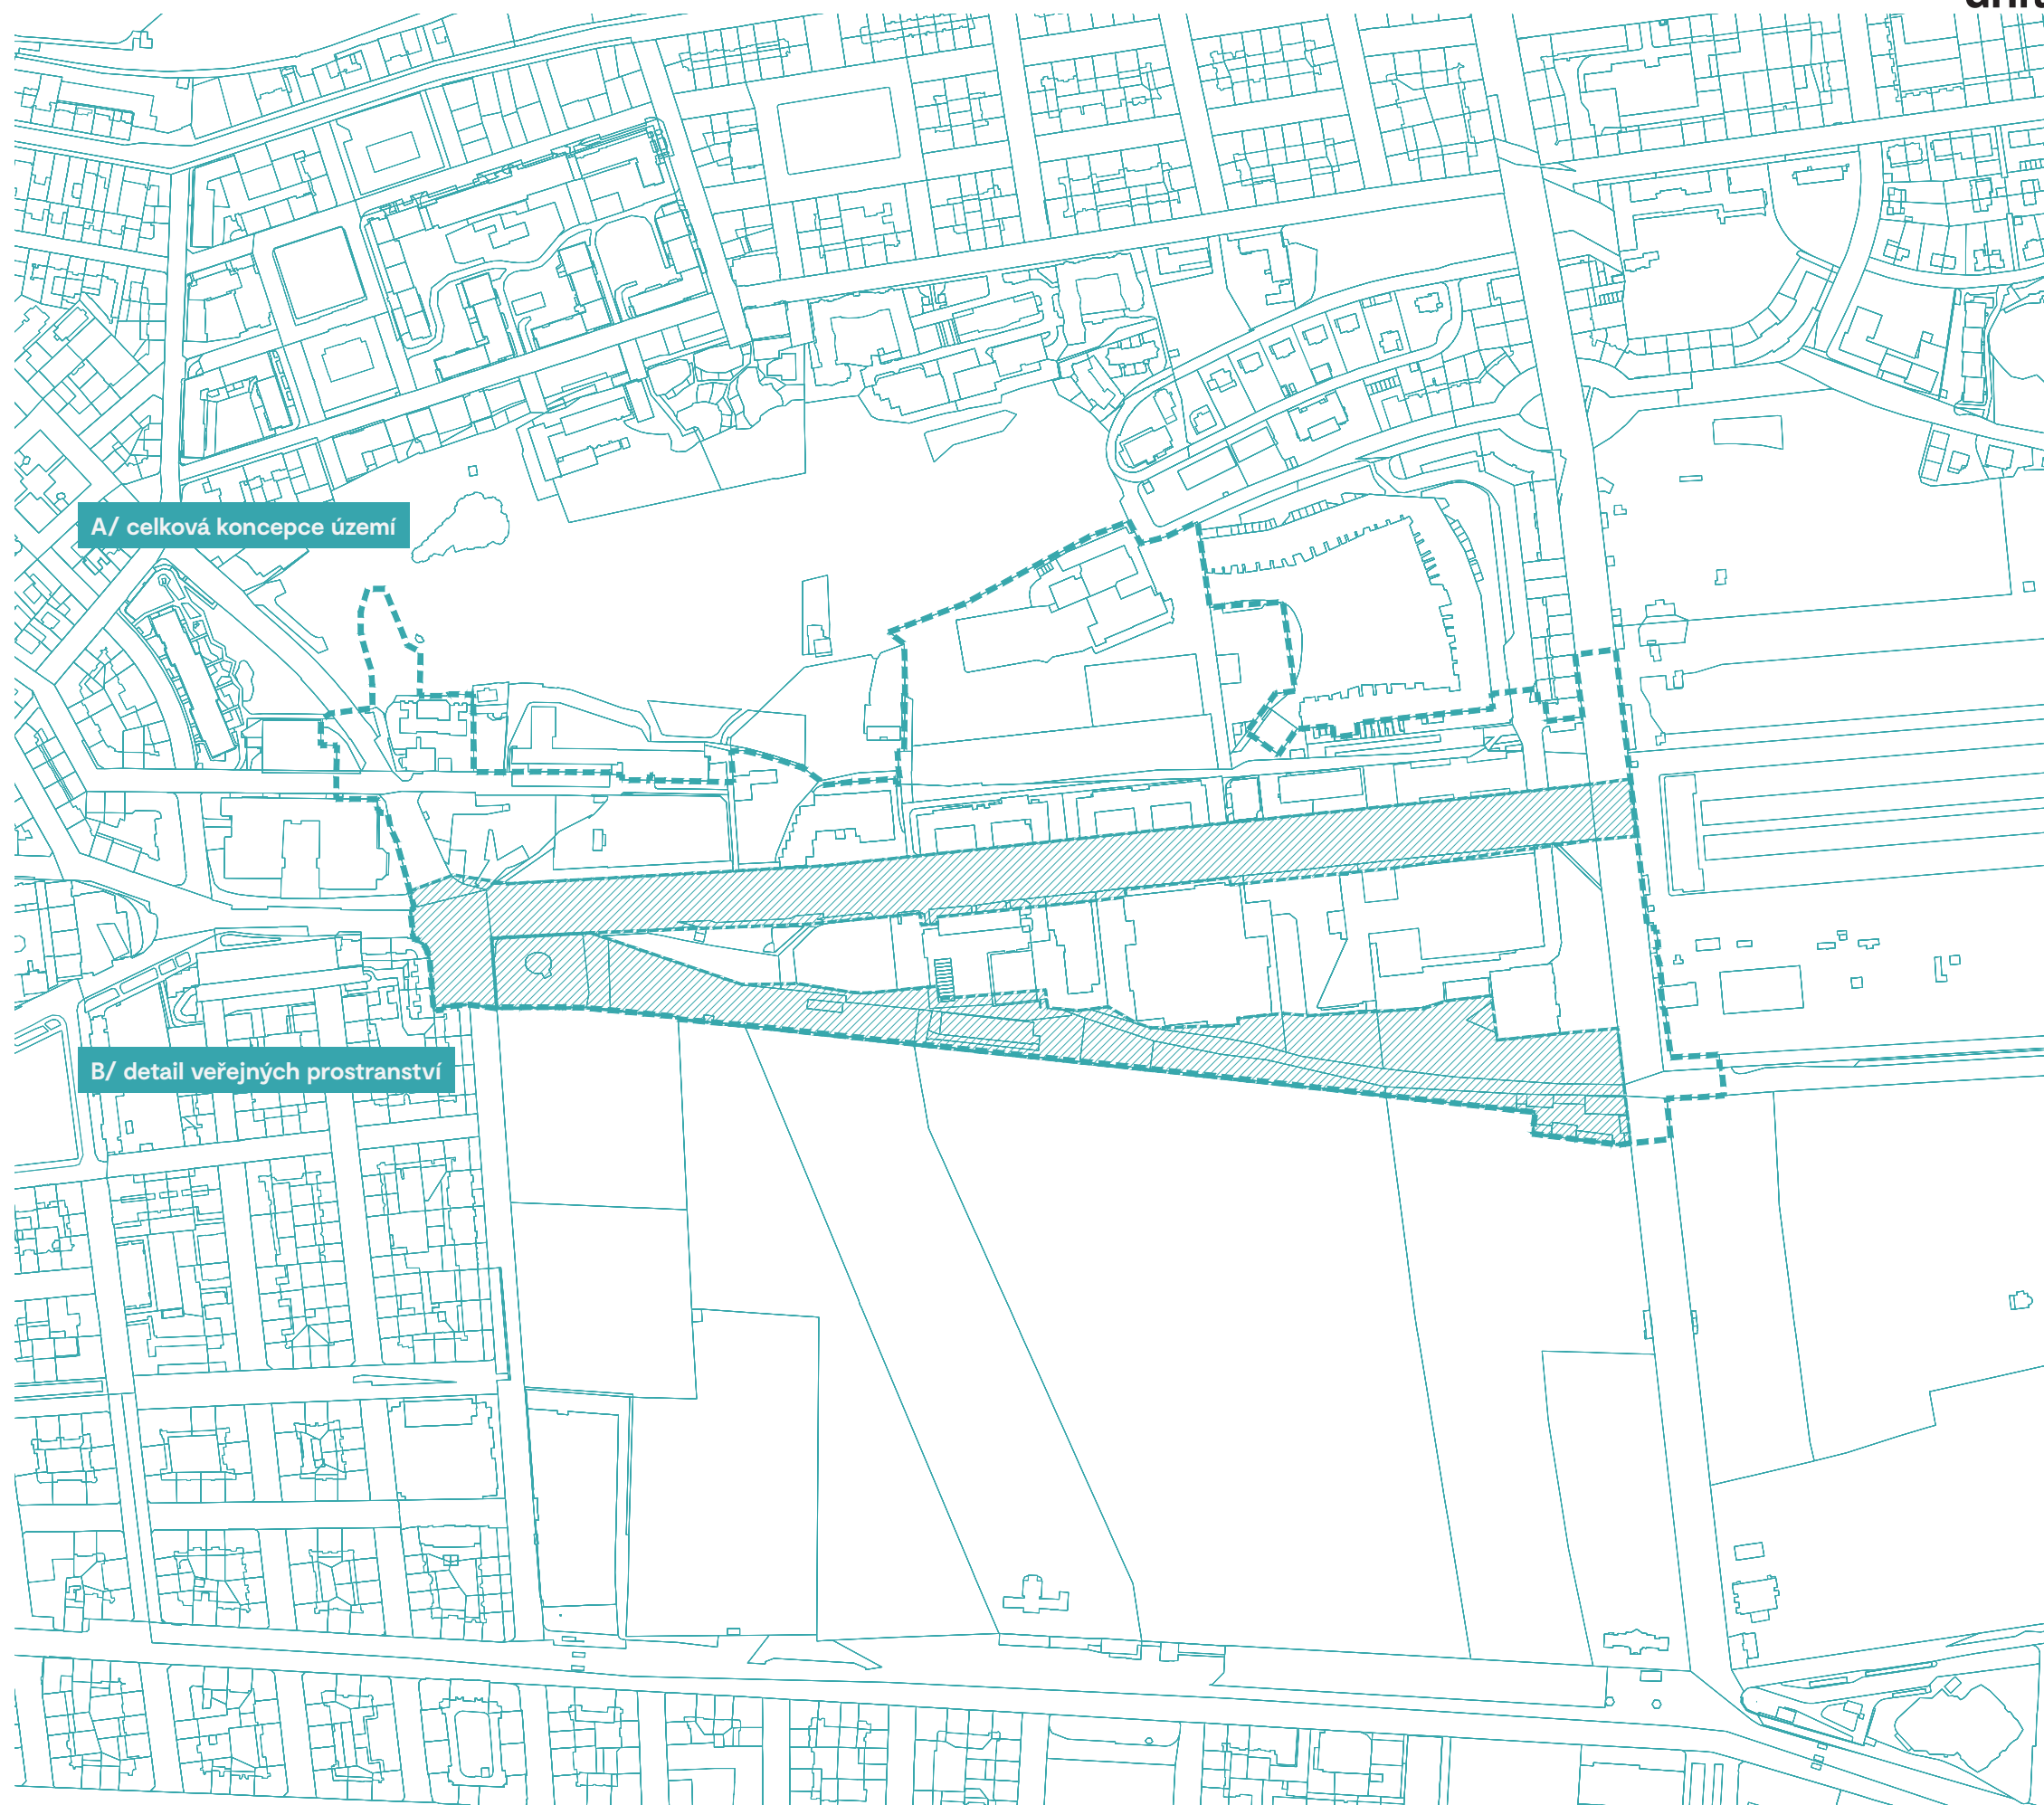 A/ celková koncepce území
B/ detail veřejných prostranství